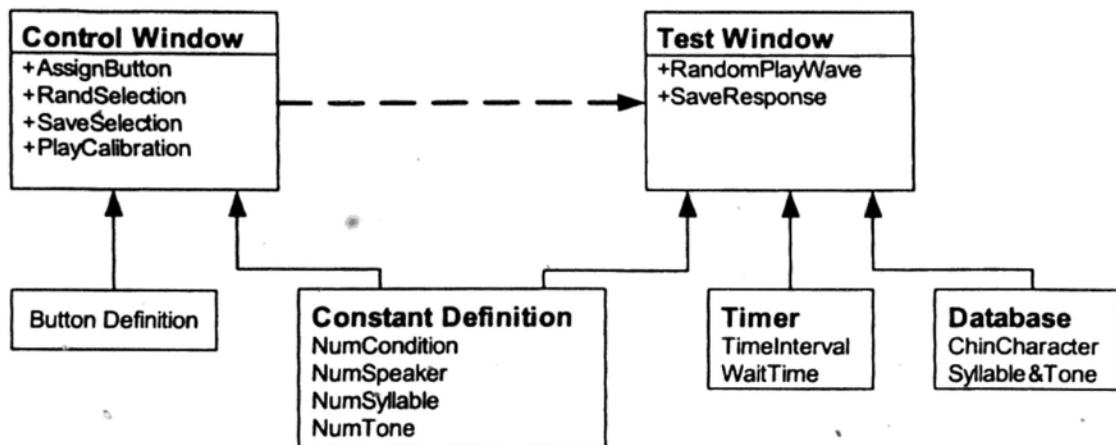 Control Window
+AssignButton
+RandSelection
+SaveSelection
+PlayCalibration
Test Window
+RandomPlayWave
+SaveResponse
Button Definition
Constant Definition
NumCondition
NumSpeaker
NumSyllable
NumTone
Timer
TimeInterval
WaitTime
Database
ChinCharacter
Syllable&Tone